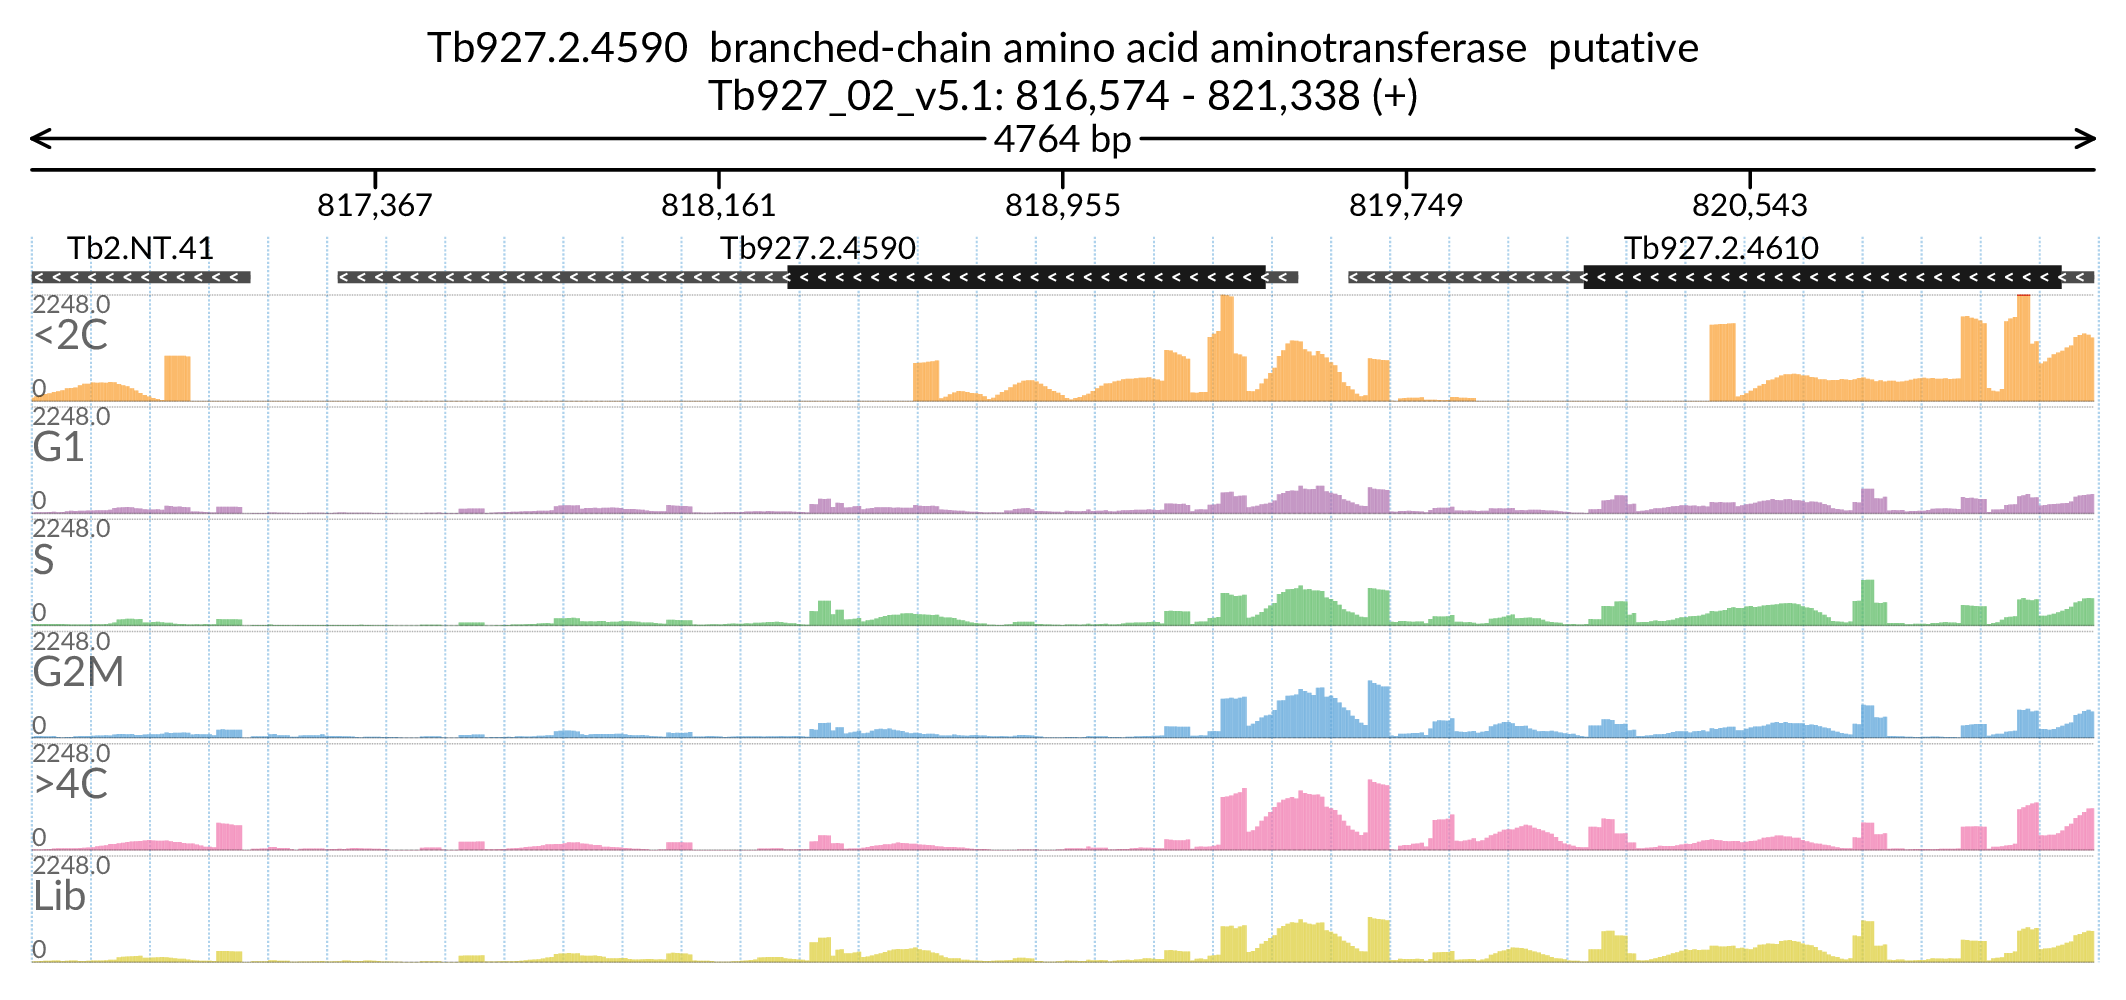 Tb927.2.4590  branched-chain amino acid aminotransferase  putative
Tb927_02_v5.1: 816,574 - 821,338 (+)
4764 bp
817,367 818,161 818,955 819,749 820,543
Tb2.NT.41 Tb927.2.4590 Tb927.2.4610
2248.0
<2C
0
2248.0
G1
0
2248.0
S
0
2248.0
G2M
0
2248.0
>4C
0
2248.0
Lib
0